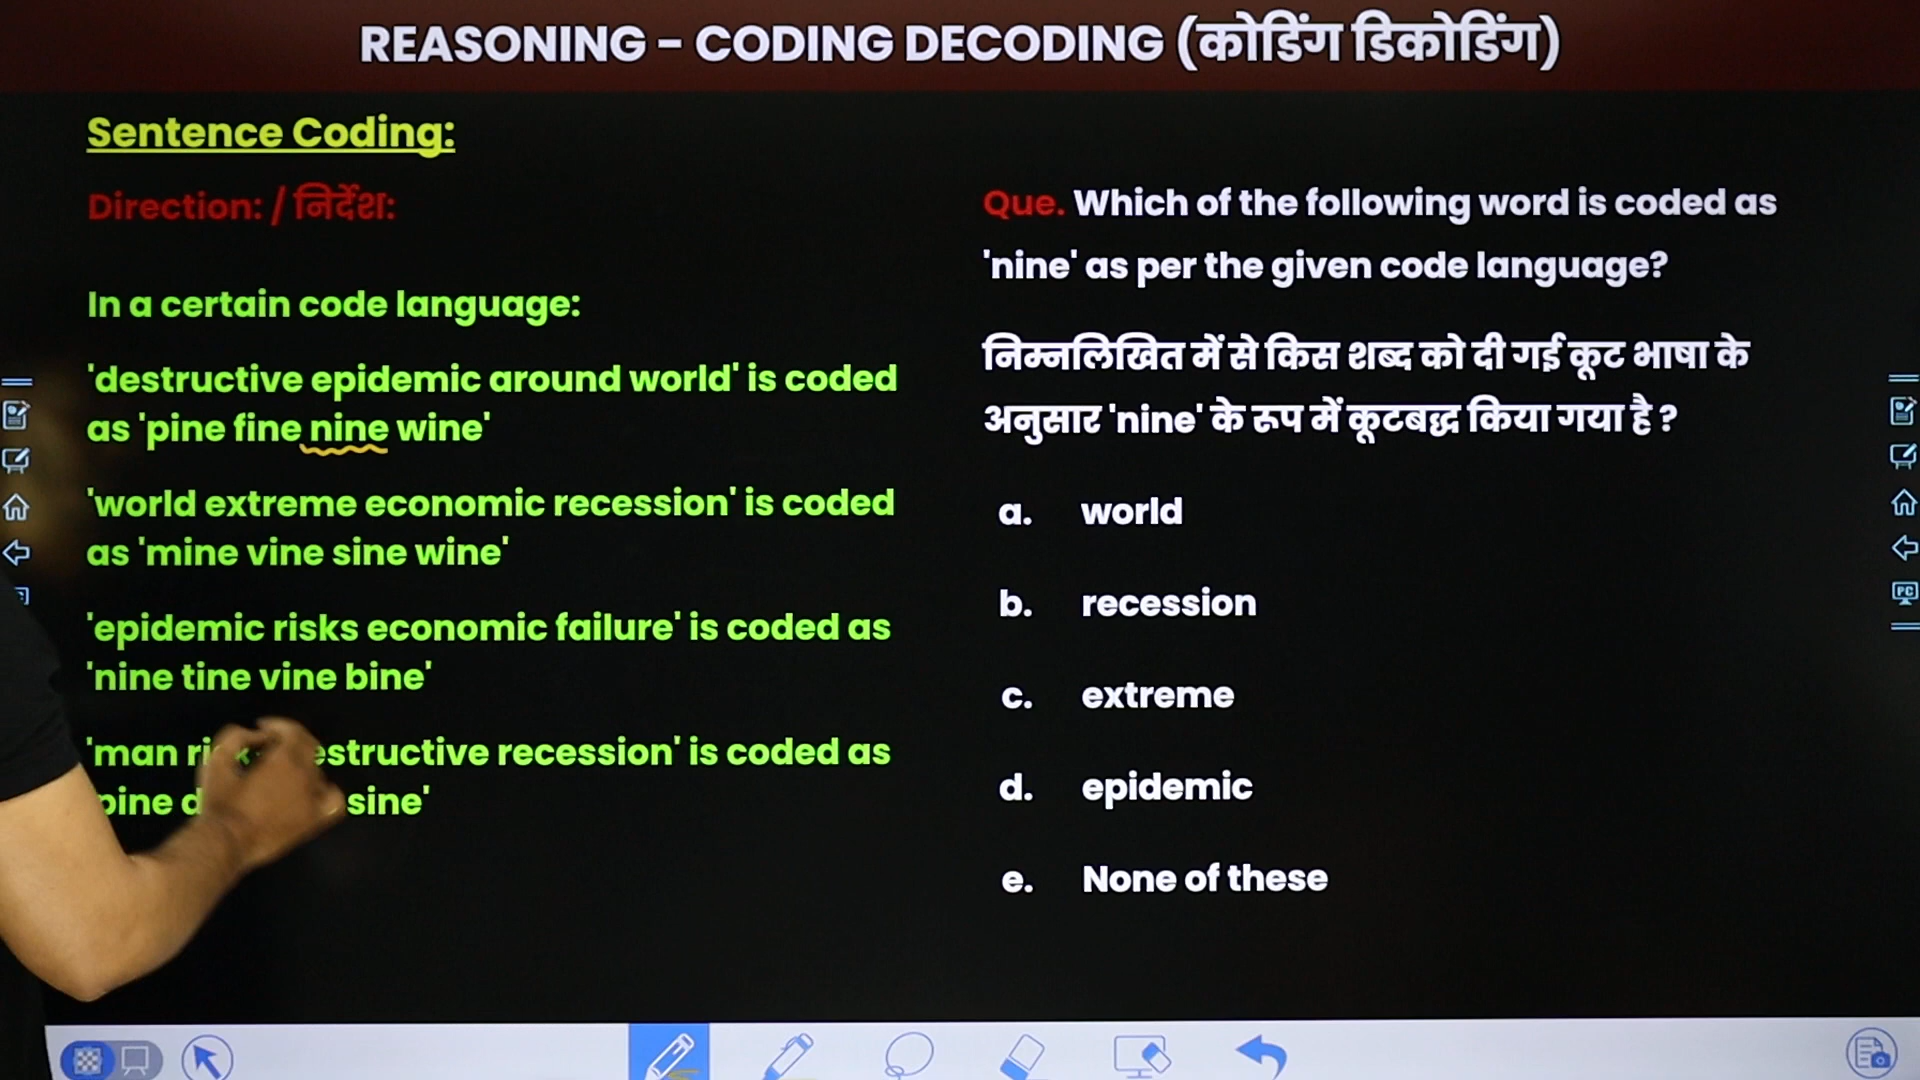 REASONING - CODING DECODING (कोडिंग डिकोडिंग)
Sentence Coding:
Direction: / निर्देश:
In a certain code language:
'destructive epidemic around world' is coded
as 'pine fine nine wine'
'world extreme economic recession' is coded
as 'mine vine sine wine'
'epidemic risks economic failure' is coded as
'nine tine vine bine'
'man recession' is coded as
sine'
Que. Which of the following word is coded as
'nine' as per the given code language?
निम्नलिखित में से किस शब्द को दी गई कूट भाषा के
अनुसार 'nine' के रूप में कूटबद्ध किया गया है ?
a. world
b. recession
c. extreme
d. epidemic
e. None of these
PC